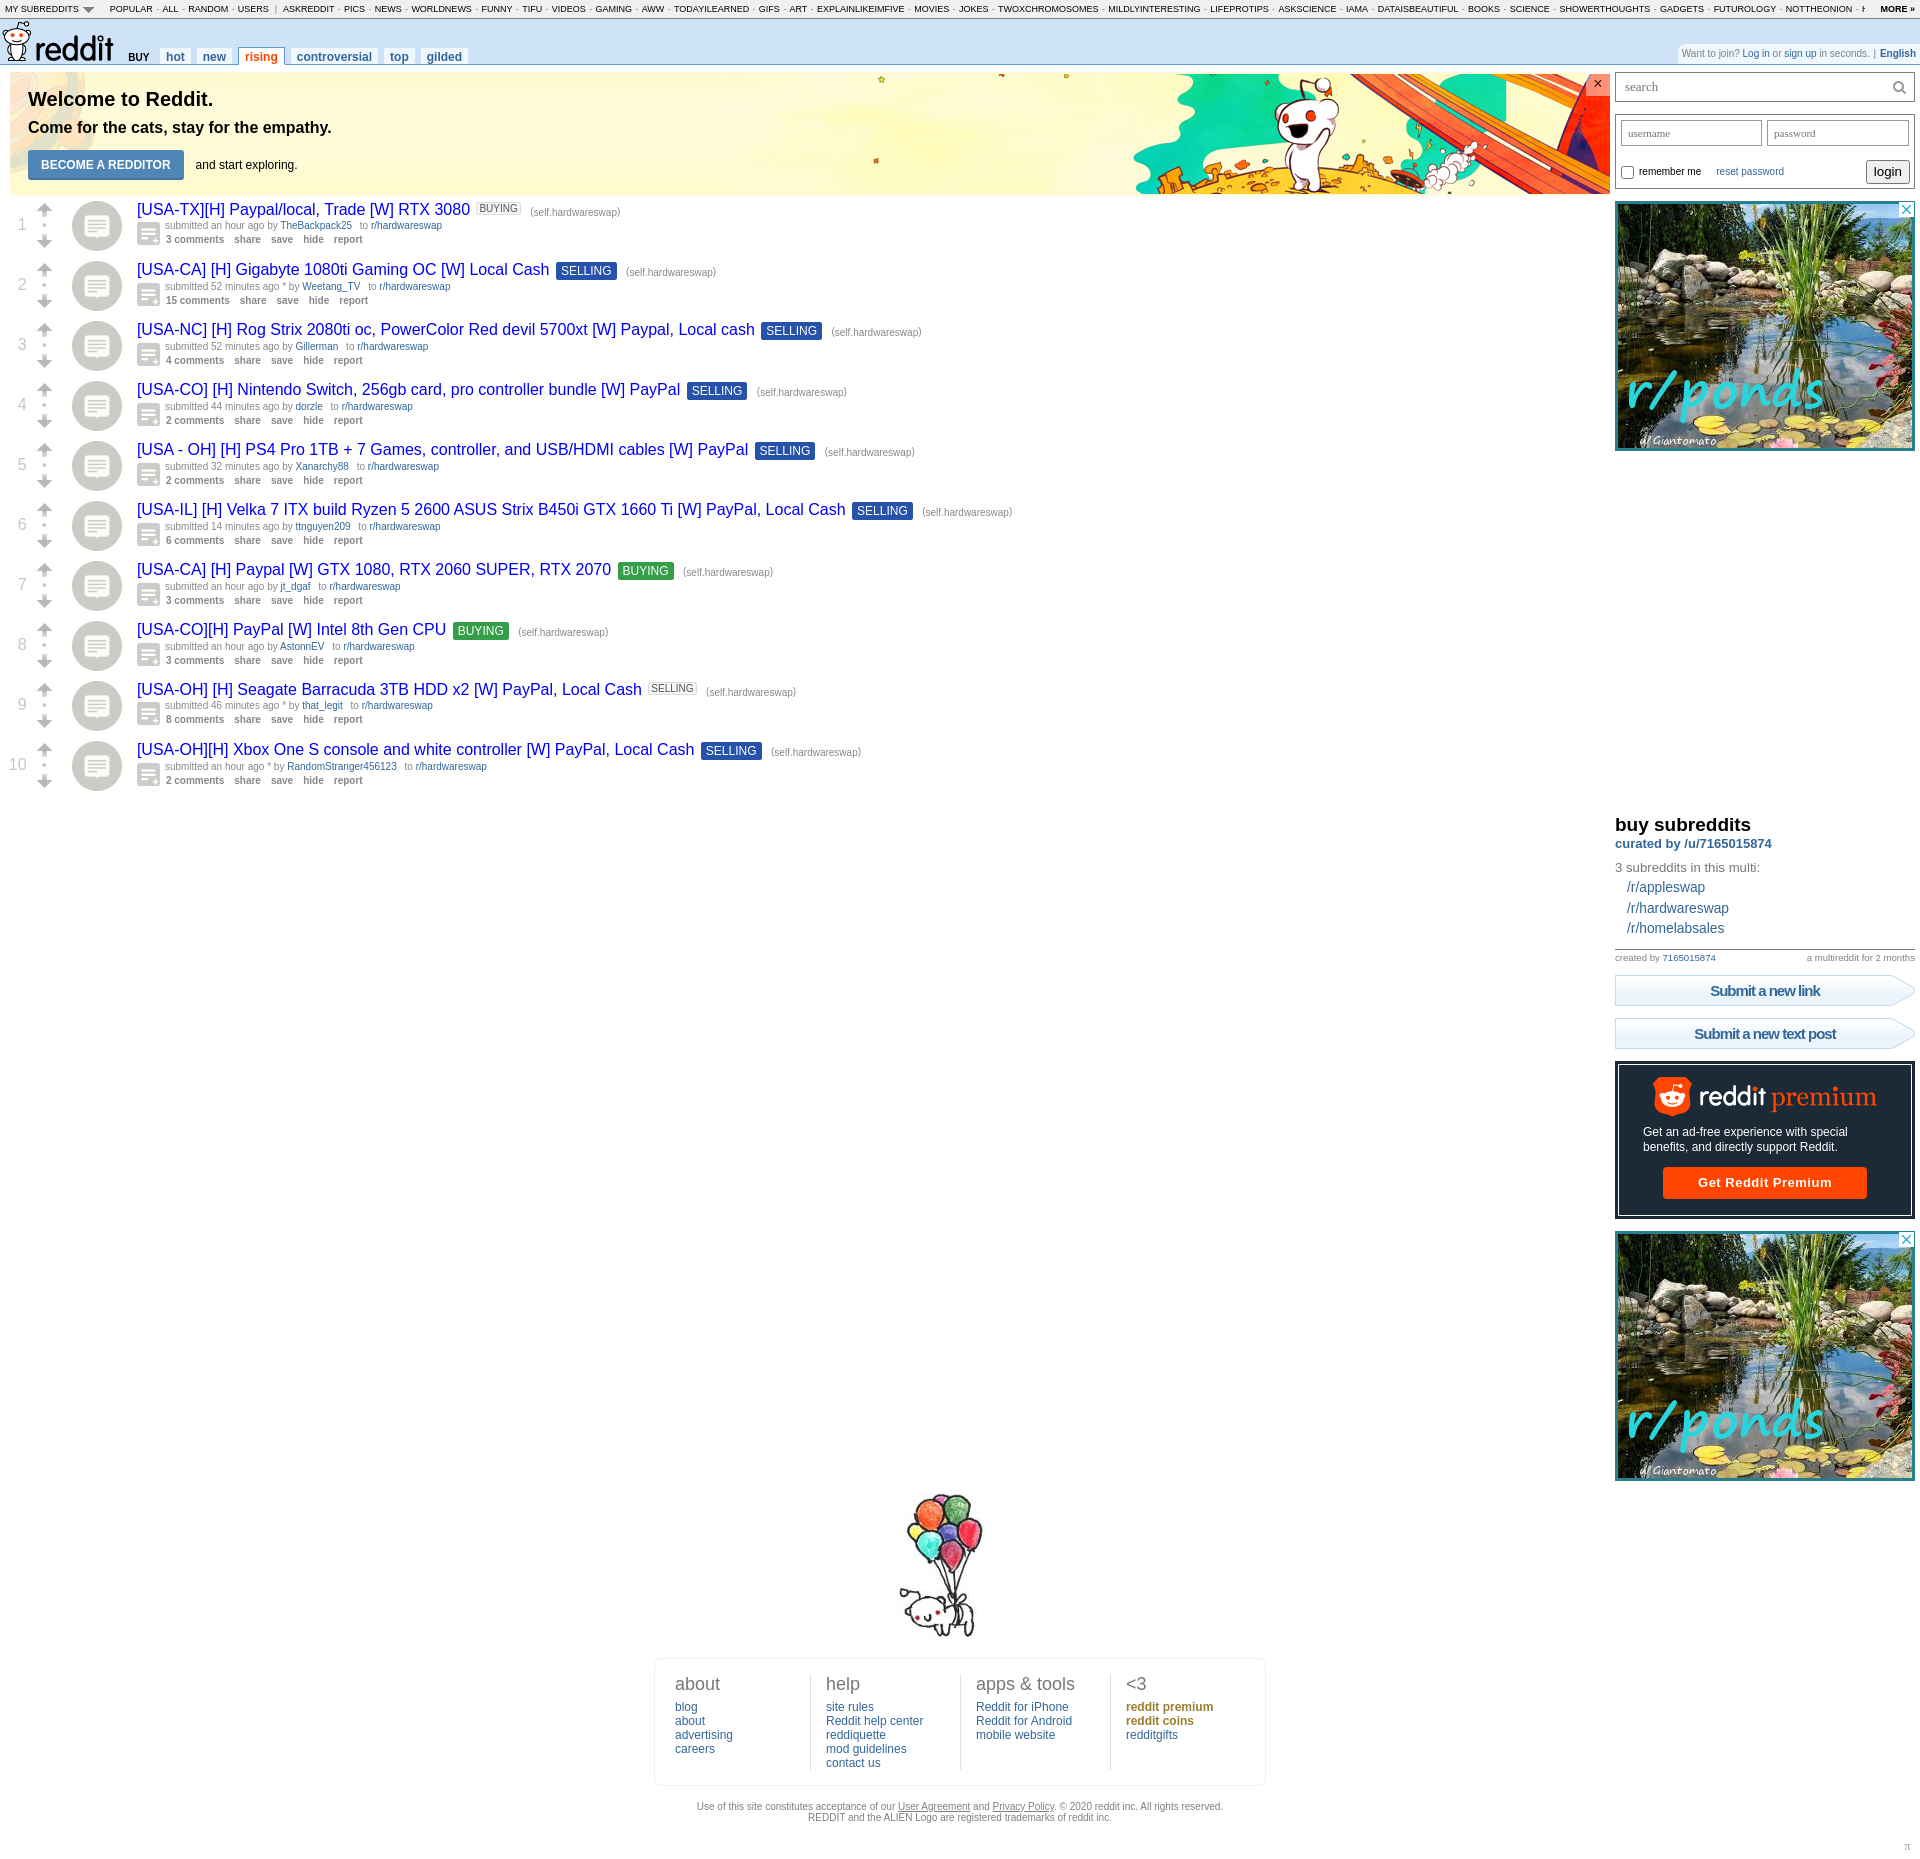 MY SUBREDDITS POPULAR - ALL - RANDOM - USERS | ASKREDDIT - PICS - NEWS - WORLDNEWS - FUNNY - TIFU - VIDEOS - GAMING - AWW - TODAYILEARNED - GIFS - ART - EXPLAINLIKEIMFIVE - MOVIES - JOKES - TWOXCHROMOSOMES - MILDLYINTERESTING - LIFEPROTIPS - ASKSCIENCE - IAMA - DATAISBEAUTIFUL - BOOKS - SCIENCE - SHOWERTHOUGHTS - GADGETS - FUTUROLOGY - NOTTHEONION - MORE »
reddit BUY hot new rising controversial top gilded
Want to join? Log in or sign up in seconds. | English
Welcome to Reddit.
Come for the cats, stay for the empathy.
BECOME A REDDITOR and start exploring.
×
search
username password
remember me reset password login
1
[USA-TX][H] Paypal/local, Trade [W] RTX 3080 BUYING (self.hardwareswap)
submitted an hour ago by TheBackpack25 to r/hardwareswap
3 comments share save hide report
2
[USA-CA] [H] Gigabyte 1080ti Gaming OC [W] Local Cash SELLING (self.hardwareswap)
submitted 52 minutes ago * by Weetang_TV to r/hardwareswap
15 comments share save hide report
3
[USA-NC] [H] Rog Strix 2080ti oc, PowerColor Red devil 5700xt [W] Paypal, Local cash SELLING (self.hardwareswap)
submitted 52 minutes ago by Gillerman to r/hardwareswap
4 comments share save hide report
4
[USA-CO] [H] Nintendo Switch, 256gb card, pro controller bundle [W] PayPal SELLING (self.hardwareswap)
submitted 44 minutes ago by dorzle to r/hardwareswap
2 comments share save hide report
5
[USA - OH] [H] PS4 Pro 1TB + 7 Games, controller, and USB/HDMI cables [W] PayPal SELLING (self.hardwareswap)
submitted 32 minutes ago by Xanarchy88 to r/hardwareswap
2 comments share save hide report
6
[USA-IL] [H] Velka 7 ITX build Ryzen 5 2600 ASUS Strix B450i GTX 1660 Ti [W] PayPal, Local Cash SELLING (self.hardwareswap)
submitted 14 minutes ago by ttnguyen209 to r/hardwareswap
6 comments share save hide report
7
[USA-CA] [H] Paypal [W] GTX 1080, RTX 2060 SUPER, RTX 2070 BUYING (self.hardwareswap)
submitted an hour ago by jt_dgaf to r/hardwareswap
3 comments share save hide report
8
[USA-CO][H] PayPal [W] Intel 8th Gen CPU BUYING (self.hardwareswap)
submitted an hour ago by AstonnEV to r/hardwareswap
3 comments share save hide report
9
[USA-OH] [H] Seagate Barracuda 3TB HDD x2 [W] PayPal, Local Cash SELLING (self.hardwareswap)
submitted 46 minutes ago * by that_legit to r/hardwareswap
8 comments share save hide report
10
[USA-OH][H] Xbox One S console and white controller [W] PayPal, Local Cash SELLING (self.hardwareswap)
submitted an hour ago * by RandomStranger456123 to r/hardwareswap
2 comments share save hide report
r/ponds
u/Giantomato
buy subreddits
curated by /u/7165015874
3 subreddits in this multi:
/r/appleswap
/r/hardwareswap
/r/homelabsales
created by 7165015874 a multireddit for 2 months
Submit a new link
Submit a new text post
reddit premium
Get an ad-free experience with special
benefits, and directly support Reddit.
Get Reddit Premium
r/ponds
u/Giantomato
about
blog
about
advertising
careers
help
site rules
Reddit help center
reddiquette
mod guidelines
contact us
apps & tools
Reddit for iPhone
Reddit for Android
mobile website
<3
reddit premium
reddit coins
redditgifts
Use of this site constitutes acceptance of our User Agreement and Privacy Policy. © 2020 reddit inc. All rights reserved.
REDDIT and the ALIEN Logo are registered trademarks of reddit inc.
π